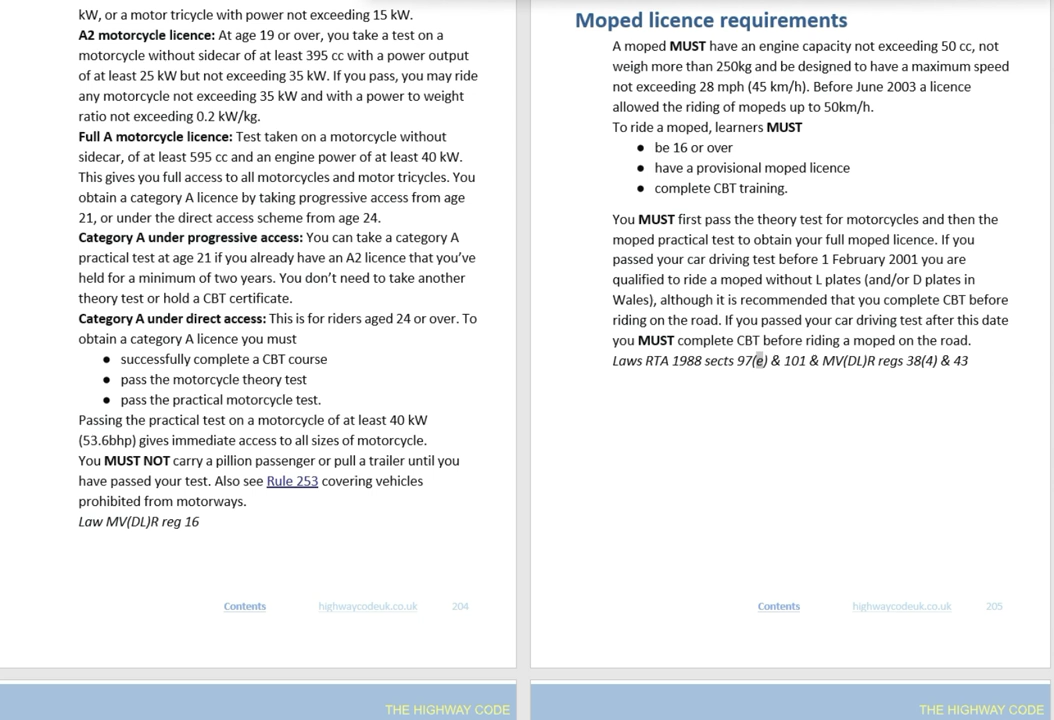 kW, or a motor tricycle with power not exceeding 15 kW.
A2 motorcycle licence: At age 19 or over, you take a test on a
motorcycle without sidecar of at least 395 cc with a power output
of at least 25 kW but not exceeding 35 kW. If you pass, you may ride
any motorcycle not exceeding 35 kW and with a power to weight
ratio not exceeding 0.2 kW/kg.
Full A motorcycle licence: Test taken on a motorcycle without
sidecar, of at least 595 cc and an engine power of at least 40 kW.
This gives you full access to all motorcycles and motor tricycles. You
obtain a category A licence by taking progressive access from age
21, or under the direct access scheme from age 24.
Category A under progressive access: You can take a category A
practical test at age 21 if you already have an A2 licence that you've
held for a minimum of two years. You don't need to take another
theory test or hold a CBT certificate.
Category A under direct access: This is for riders aged 24 or over. To
obtain a category A licence you must
● successfully complete a CBT course
● pass the motorcycle theory test
● pass the practical motorcycle test.
Passing the practical test on a motorcycle of at least 40 kW
(53.6bhp) gives immediate access to all sizes of motorcycle.
You MUST NOT carry a pillion passenger or pull a trailer until you
have passed your test. Also see Rule 253 covering vehicles
prohibited from motorways.
Law MV(DL)R reg 16
Contents highwaycodeuk.co.uk 204
THE HIGHWAY CODE
Moped licence requirements
A moped MUST have an engine capacity not exceeding 50 cc, not
weigh more than 250kg and be designed to have a maximum speed
not exceeding 28 mph (45 km/h). Before June 2003 a licence
allowed the riding of mopeds up to 50km/h.
To ride a moped, learners MUST
● be 16 or over
● have a provisional moped licence
● complete CBT training.
You MUST first pass the theory test for motorcycles and then the
moped practical test to obtain your full moped licence. If you
passed your car driving test before 1 February 2001 you are
qualified to ride a moped without L plates (and/or D plates in
Wales), although it is recommended that you complete CBT before
riding on the road. If you passed your car driving test after this date
you MUST complete CBT before riding a moped on the road.
Laws RTA 1988 sects 97(e) & 101 & MV(DL)R regs 38(4) & 43
Contents highwaycodeuk.co.uk 205
THE HIGHWAY CODE